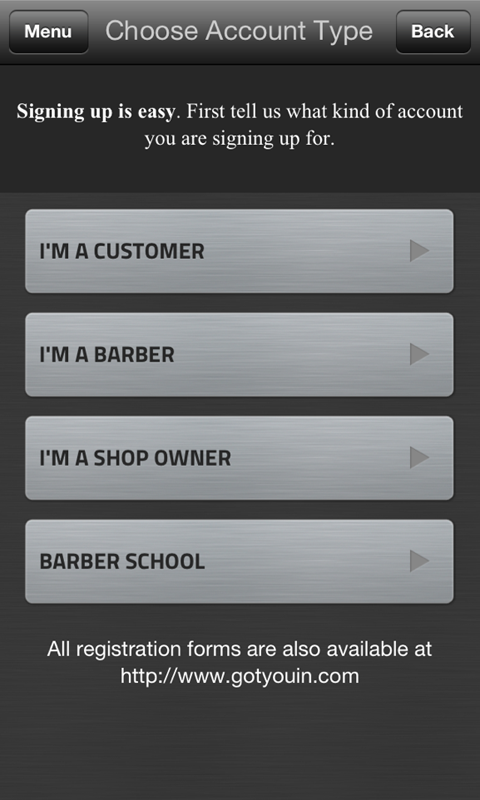 Menu
Choose Account Type
Back
Signing up is easy. First tell us what kind of account
you are signing up for.
I'M A CUSTOMER
I'M A BARBER
I'M A SHOP OWNER
BARBER SCHOOL
All registration forms are also available at
http://www.gotyouin.com